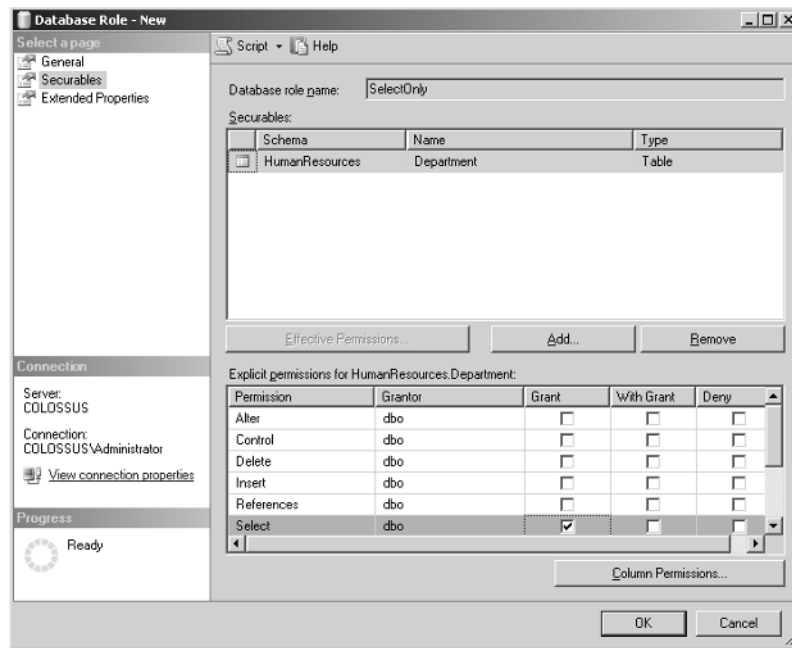 Database Role - New
Select a page
General
Securables
Extended Properties
Script Help
Database role name: SelectOnly
Securables:
Schema Name Type
HumanResources Department Table
Effective Permissions... Add... Remove
Connection
Server:
COLOSSUS
Connection:
COLOSSUS\Administrator
View connection properties
Progress
Ready
Explicit permissions for HumanResources.Department:
Permission Grantor Grant With Grant Deny
Alter dbo
Control dbo
Delete dbo
Insert dbo
References dbo
Select dbo
Column Permissions...
OK Cancel